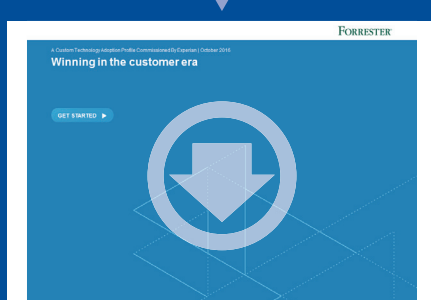 FORRESTER
A Custom Technology Adoption Profile Commissioned By Experian | October 2016
Winning in the customer era
GET STARTED